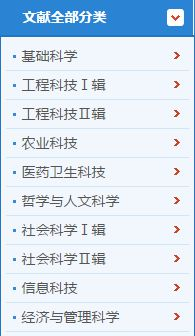 文献全部分类
基础科学
工程科技Ⅰ辑
工程科技Ⅱ辑
农业科技
医药卫生科技
哲学与人文科学
社会科学Ⅰ辑
社会科学Ⅱ辑
信息科技
经济与管理科学